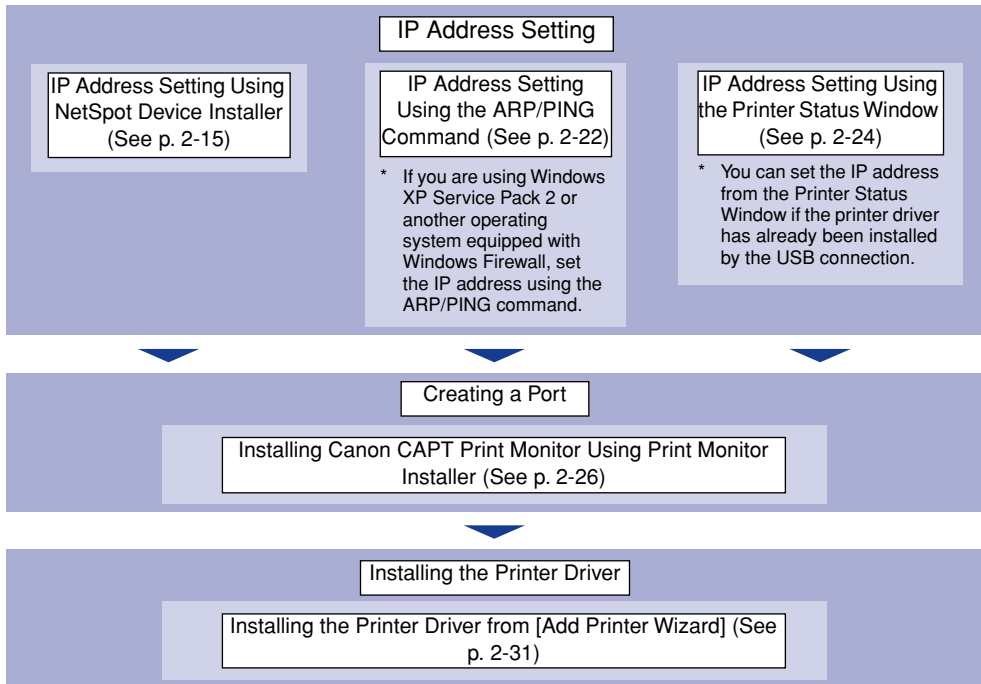 IP Address Setting
IP Address Setting Using
NetSpot Device Installer
(See p. 2-15)
IP Address Setting
Using the ARP/PING
Command (See p. 2-22)
* If you are using Windows
XP Service Pack 2 or
another operating
system equipped with
Windows Firewall, set
the IP address using the
ARP/PING command.
IP Address Setting Using
the Printer Status Window
(See p. 2-24)
* You can set the IP address
from the Printer Status
Window if the printer driver
has already been installed
by the USB connection.
Creating a Port
Installing Canon CAPT Print Monitor Using Print Monitor
Installer (See p. 2-26)
Installing the Printer Driver
Installing the Printer Driver from [Add Printer Wizard] (See
p. 2-31)